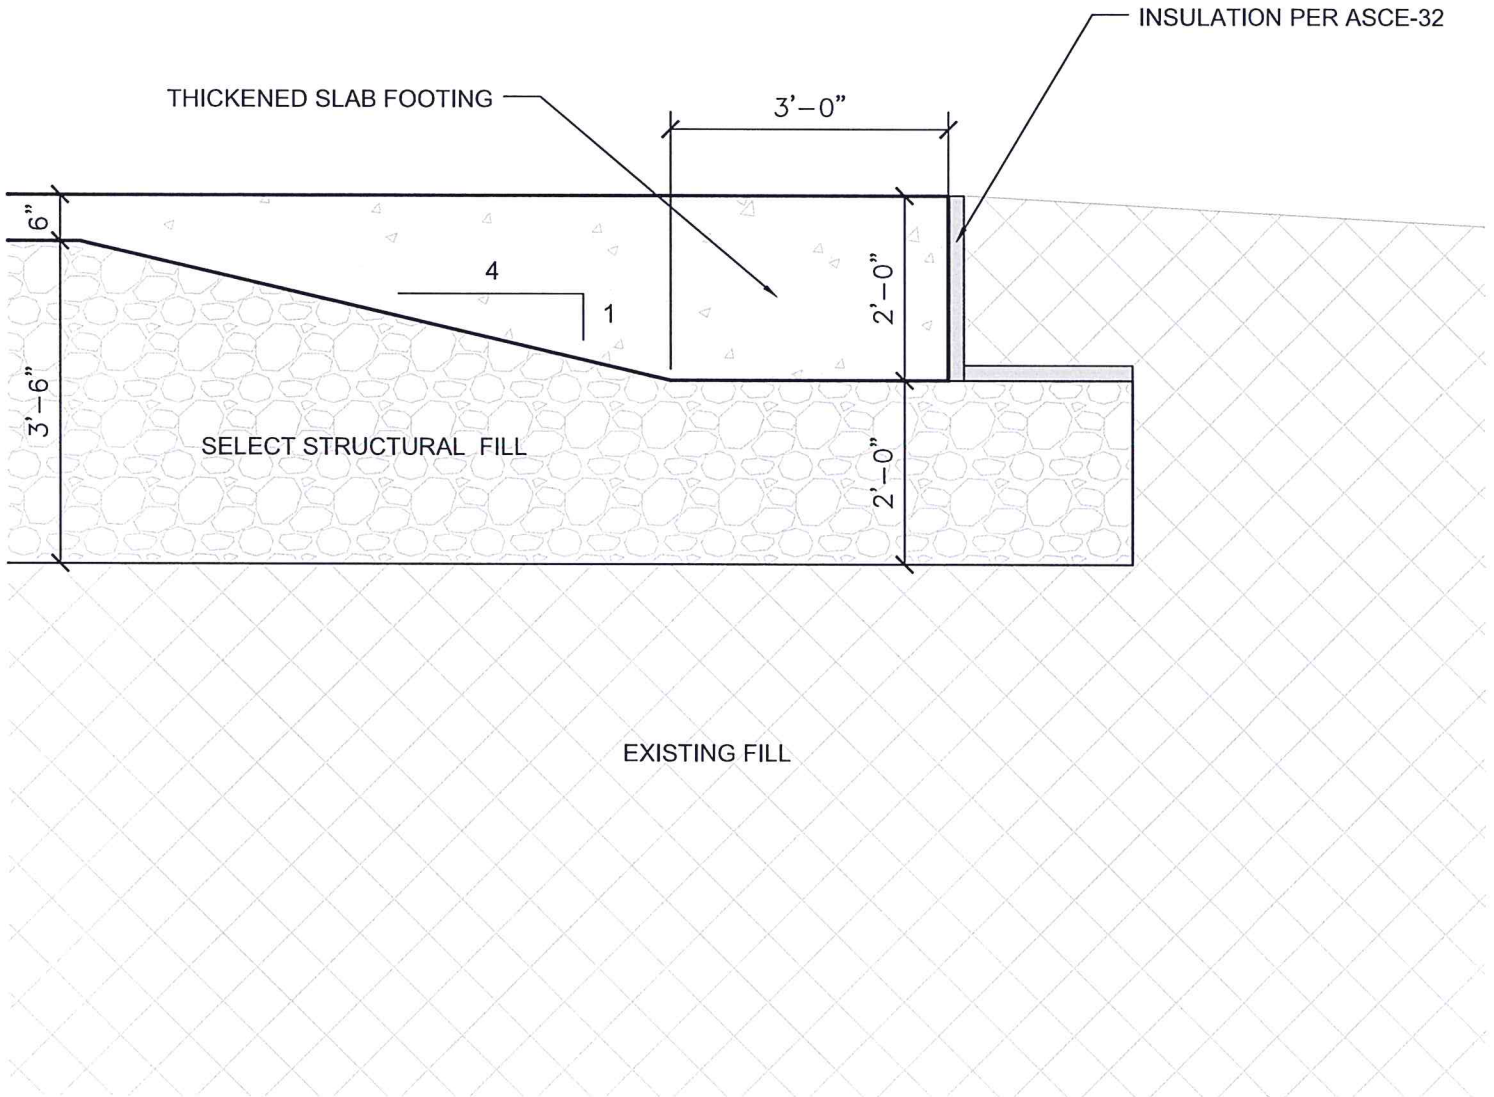 INSULATION PER ASCE-32
THICKENED SLAB FOOTING
3'-0"
6"
4
1
2'-0"
3'-6"
SELECT STRUCTURAL FILL
2'-0"
EXISTING FILL